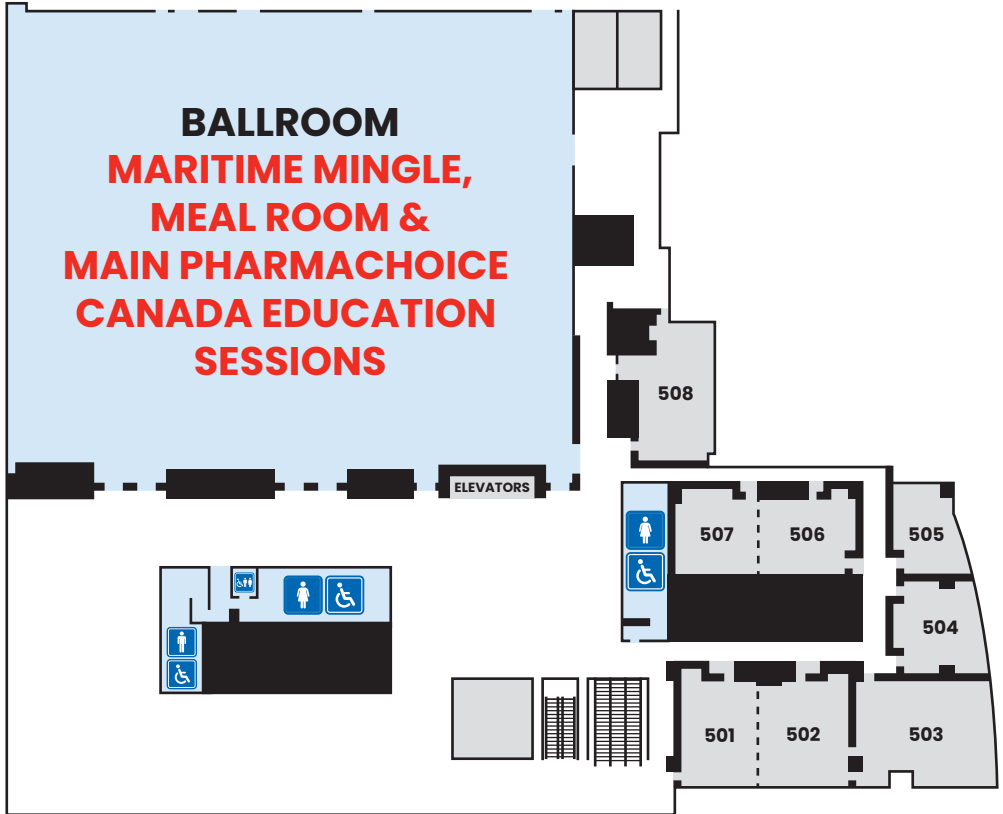 BALLROOM
MARITIME MINGLE,
MEAL ROOM &
MAIN PHARMACHOICE
CANADA EDUCATION
SESSIONS
508
ELEVATORS
507
506
505
504
501
502
503